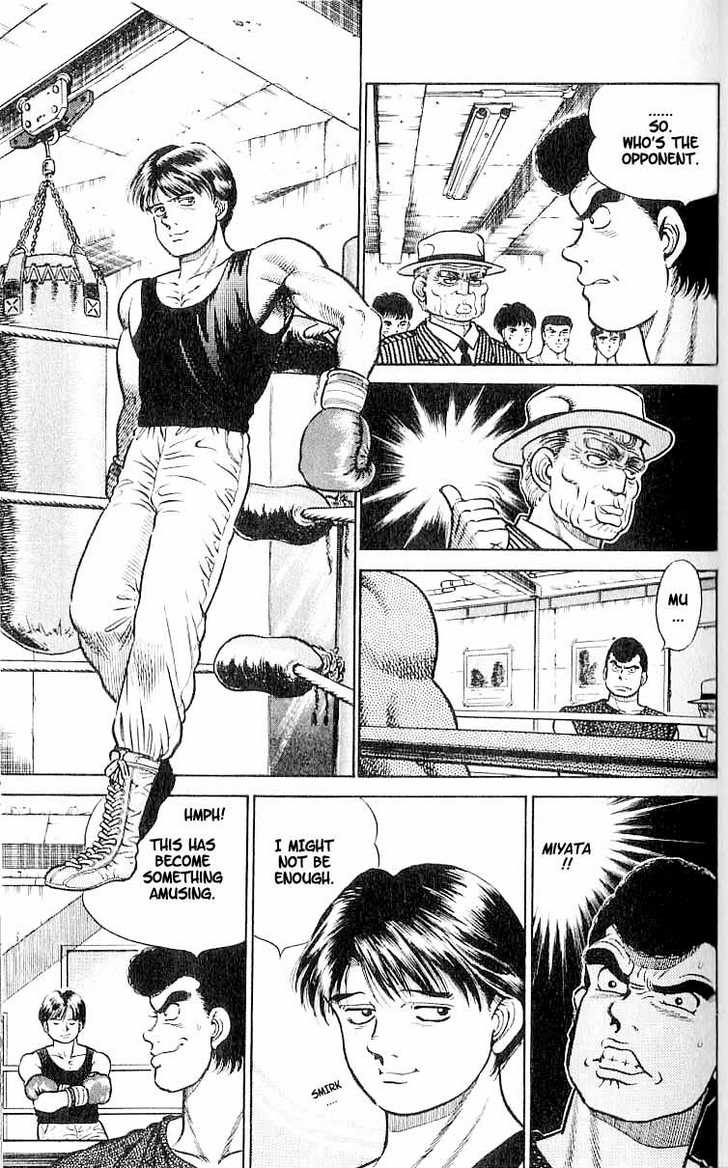 ......
SO.
WHO'S THE
OPPONENT.
MU
...
MIYATA
!!
I MIGHT
NOT BE
ENOUGH.
SMIRK
....
HMPH!
THIS HAS
BECOME
SOMETHING
AMUSING.